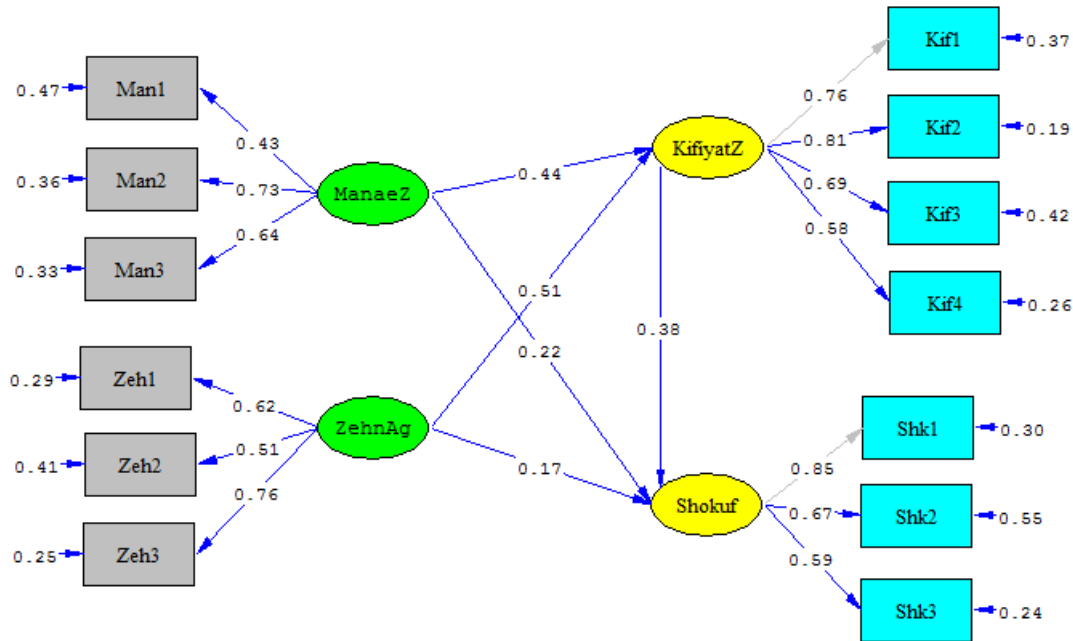 0.47 Man1
0.36 Man2
0.33 Man3
0.43
0.73
0.64
ManaeZ
0.29 Zeh1
0.41 Zeh2
0.25 Zeh3
0.62
0.51
0.76
ZehnAg
0.44
0.51
0.22
0.17
0.38
KifiyatZ
0.76
0.81
0.69
0.58
Kif1 0.37
Kif2 0.19
Kif3 0.42
Kif4 0.26
Shokuf
0.85
0.67
0.59
Shk1 0.30
Shk2 0.55
Shk3 0.24